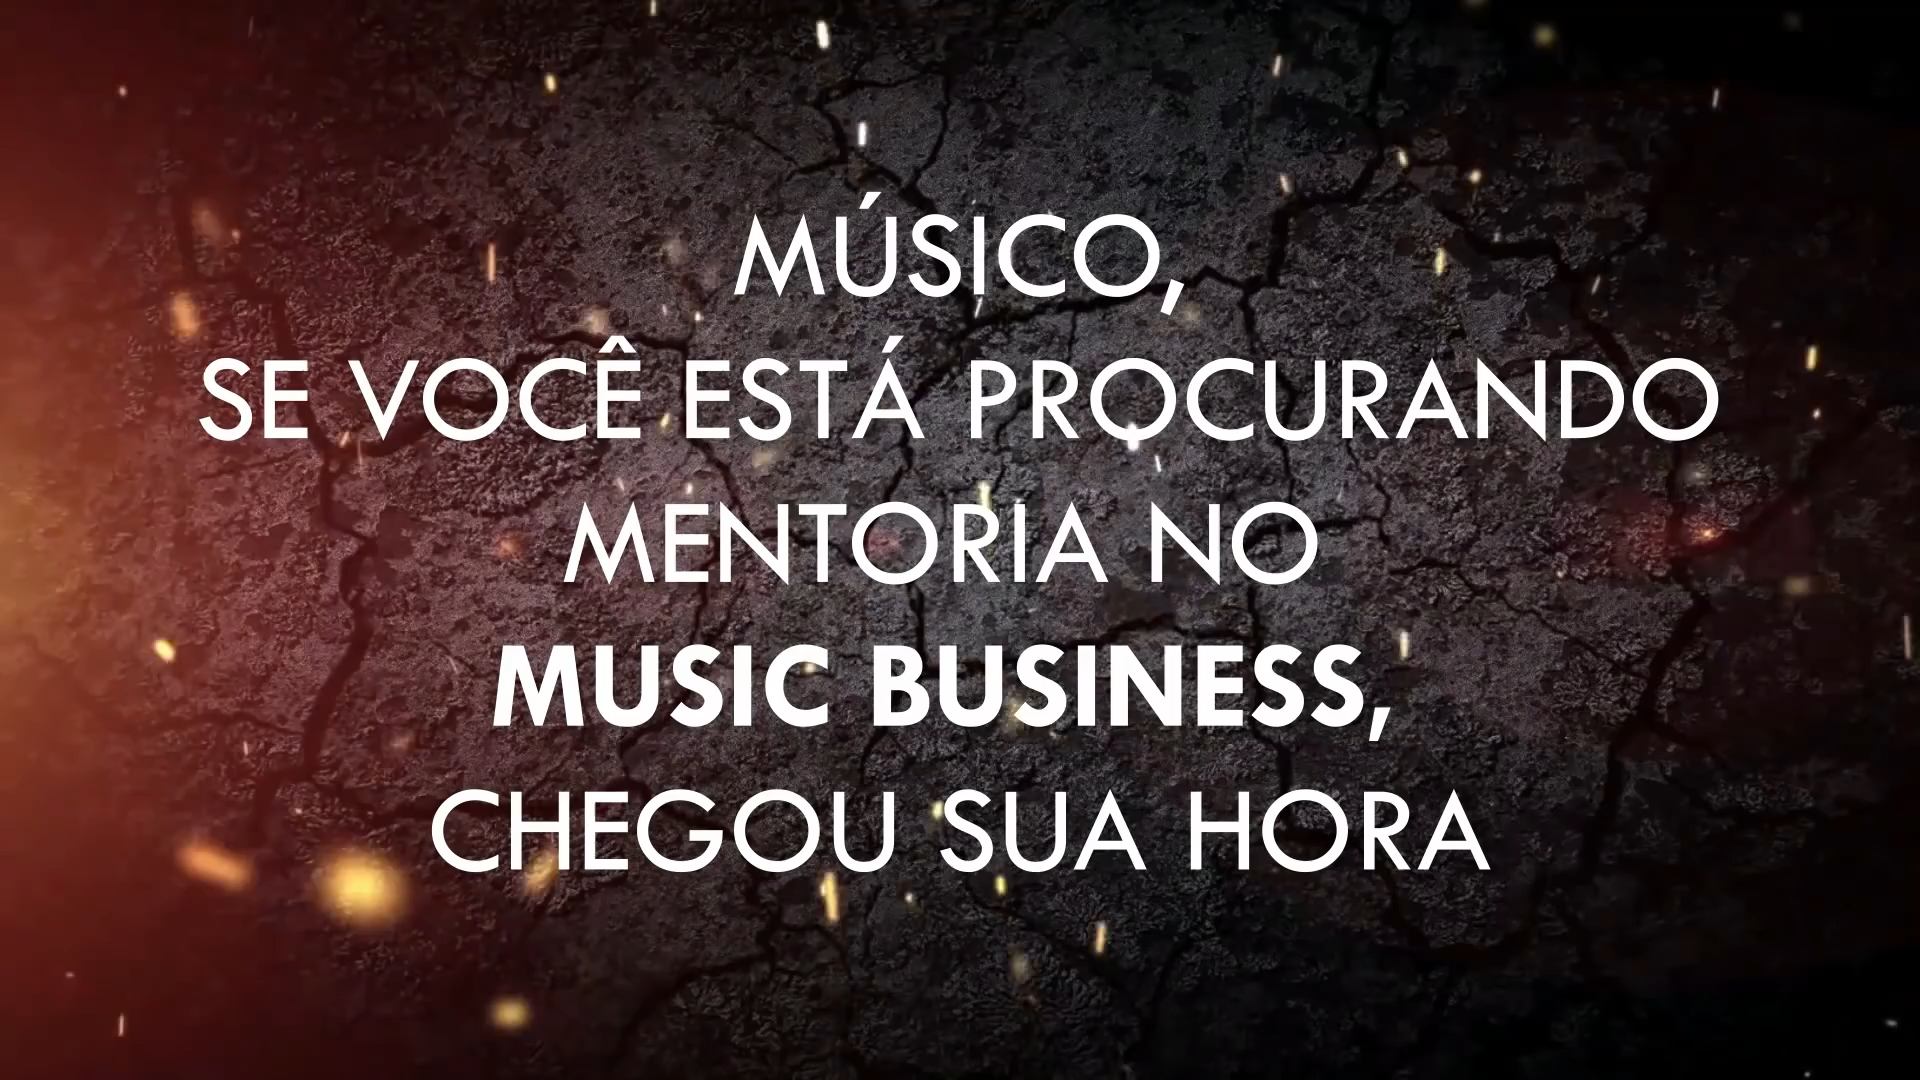 MÚSICO,
SE VOCÊ ESTÁ PROCURANDO
MENTORIA NO
MUSIC BUSINESS,
CHEGOU SUA HORA